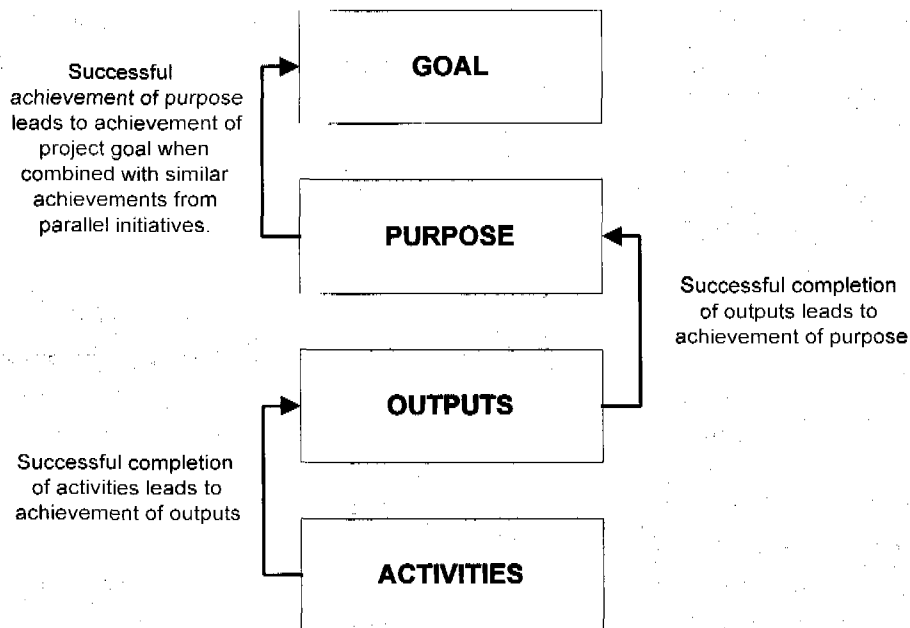 GOAL
Successful
achievement of purpose
leads to achievement of
project goal when
combined with similar
achievements from
parallel initiatives.
PURPOSE
Successful completion
of outputs leads to
achievement of purpose
OUTPUTS
Successful completion
of activities leads to
achievement of outputs
ACTIVITIES